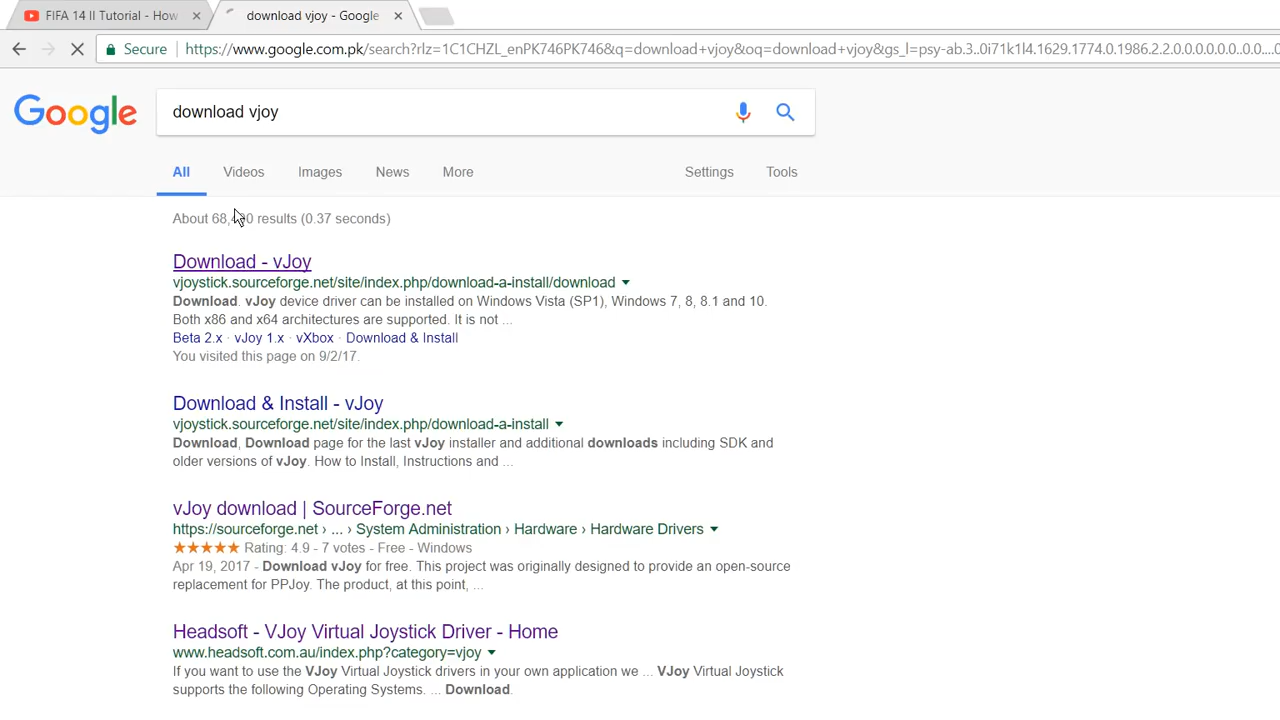 FIFA 14 II Tutorial - How
download vjoy - Google
Secure https://www.google.com.pk/search?rlz=1C1CHZL_enPK746PK746&q=download+vjoy&oq=download+vjoy&gs_l=psy-ab.3..0i71k1l4.1629.1774.0.1986.2.2.0.0.0.0.0.0..0.0....0
Google
download vjoy
All Videos Images News More Settings Tools
About 68, 0 results (0.37 seconds)
Download - vJoy
vjoystick.sourceforge.net/site/index.php/download-a-install/download
Download. vJoy device driver can be installed on Windows Vista (SP1), Windows 7, 8, 8.1 and 10.
Both x86 and x64 architectures are supported. It is not ...
Beta 2.x · vJoy 1.x · vXbox · Download & Install
You visited this page on 9/2/17.
Download & Install - vJoy
vjoystick.sourceforge.net/site/index.php/download-a-install
Download, Download page for the last vJoy installer and additional downloads including SDK and
older versions of vJoy. How to Install, Instructions and ...
vJoy download | SourceForge.net
https://sourceforge.net › ... › System Administration › Hardware › Hardware Drivers
★★★★★ Rating: 4.9 - 7 votes - Free - Windows
Apr 19, 2017 - Download vJoy for free. This project was originally designed to provide an open-source
replacement for PPJoy. The product, at this point, ...
Headsoft - VJoy Virtual Joystick Driver - Home
www.headsoft.com.au/index.php?category=vjoy
If you want to use the VJoy Virtual Joystick drivers in your own application we ... VJoy Virtual Joystick
supports the following Operating Systems. ... Download.